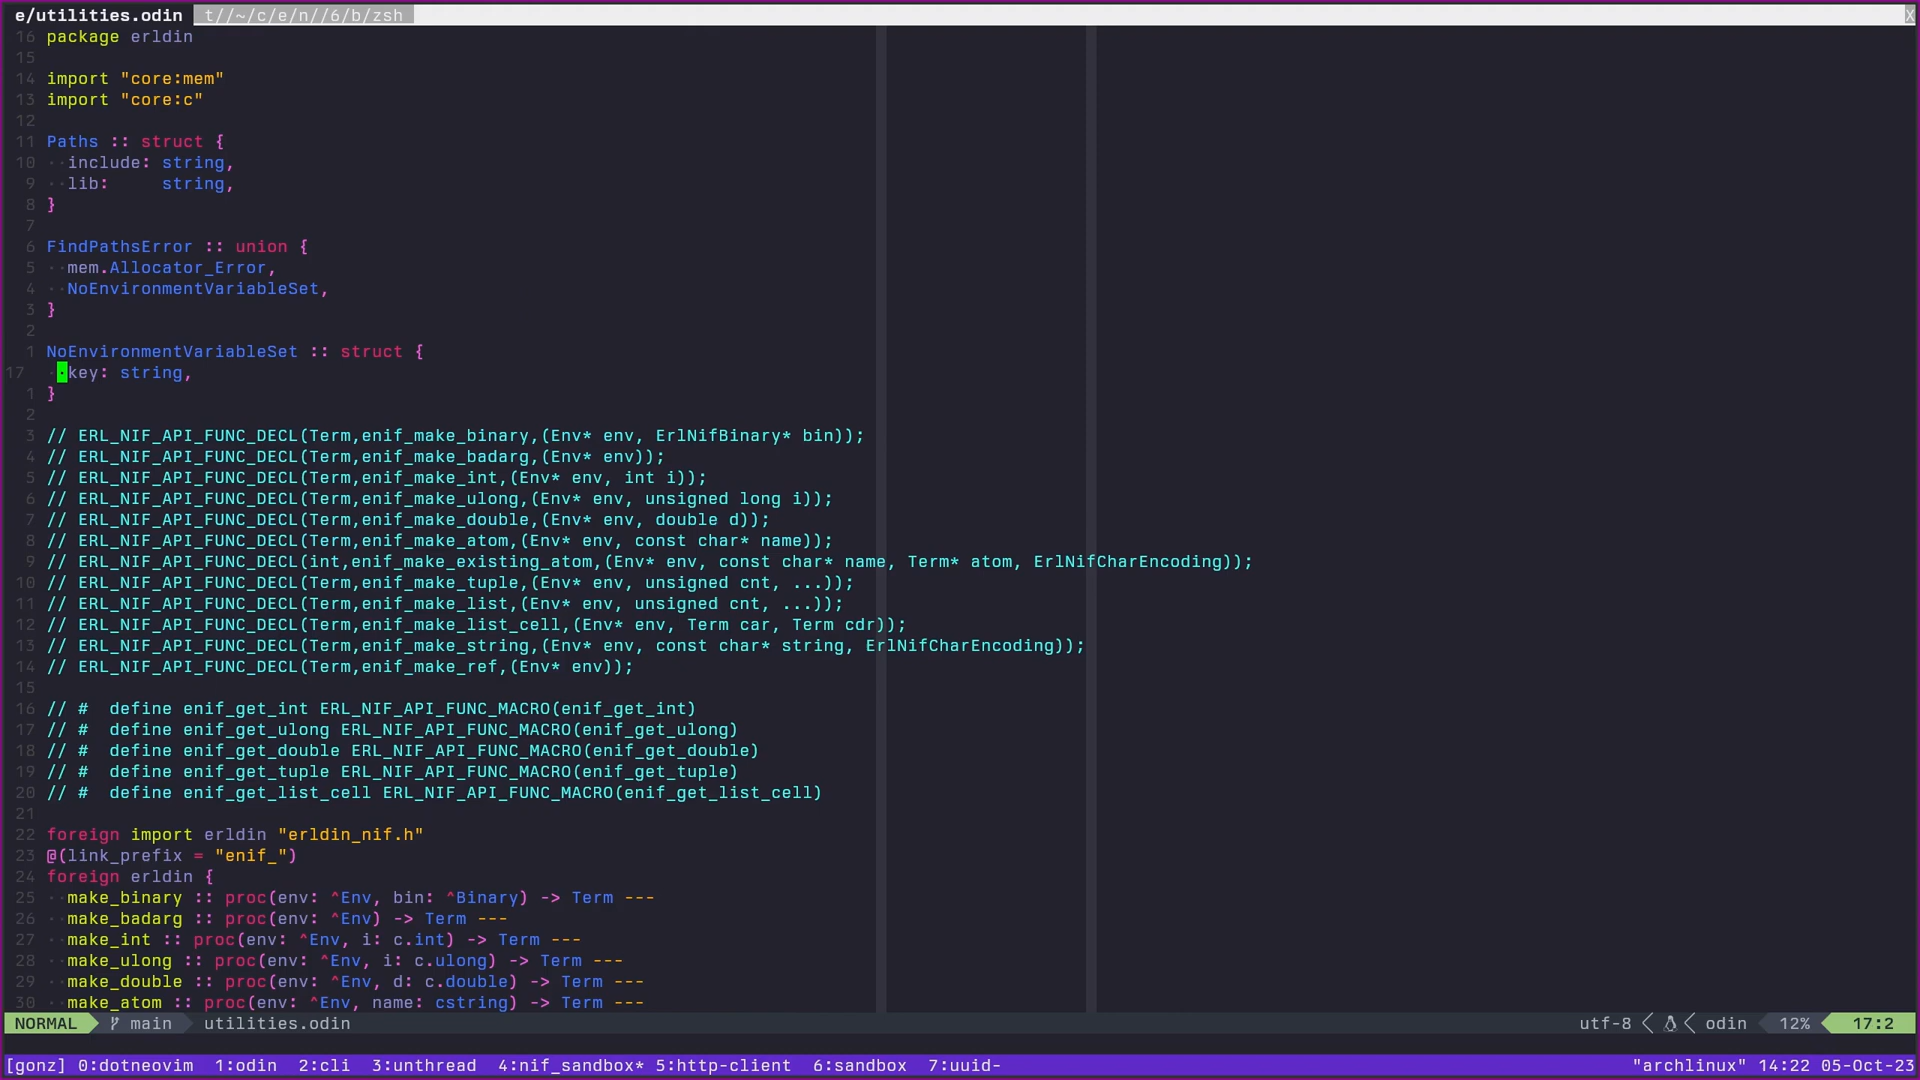 e/utilities.odin  t//~/c/e/n//6/b/zsh  X
16 package erldin
15
14 import "core:mem"
13 import "core:c"
12
11 Paths :: struct {
10 ··include: string,
9 ··lib:     string,
8 }
7
6 FindPathsError :: union {
5 ··mem.Allocator_Error,
4 ··NoEnvironmentVariableSet,
3 }
2
1 NoEnvironmentVariableSet :: struct {
17 ··key: string,
1 }
2
3 // ERL_NIF_API_FUNC_DECL(Term,enif_make_binary,(Env* env, ErlNifBinary* bin));
4 // ERL_NIF_API_FUNC_DECL(Term,enif_make_badarg,(Env* env));
5 // ERL_NIF_API_FUNC_DECL(Term,enif_make_int,(Env* env, int i));
6 // ERL_NIF_API_FUNC_DECL(Term,enif_make_ulong,(Env* env, unsigned long i));
7 // ERL_NIF_API_FUNC_DECL(Term,enif_make_double,(Env* env, double d));
8 // ERL_NIF_API_FUNC_DECL(Term,enif_make_atom,(Env* env, const char* name));
9 // ERL_NIF_API_FUNC_DECL(int,enif_make_existing_atom,(Env* env, const char* name, Term* atom, ErlNifCharEncoding));
10 // ERL_NIF_API_FUNC_DECL(Term,enif_make_tuple,(Env* env, unsigned cnt, ...));
11 // ERL_NIF_API_FUNC_DECL(Term,enif_make_list,(Env* env, unsigned cnt, ...));
12 // ERL_NIF_API_FUNC_DECL(Term,enif_make_list_cell,(Env* env, Term car, Term cdr));
13 // ERL_NIF_API_FUNC_DECL(Term,enif_make_string,(Env* env, const char* string, ErlNifCharEncoding));
14 // ERL_NIF_API_FUNC_DECL(Term,enif_make_ref,(Env* env));
15
16 // #  define enif_get_int ERL_NIF_API_FUNC_MACRO(enif_get_int)
17 // #  define enif_get_ulong ERL_NIF_API_FUNC_MACRO(enif_get_ulong)
18 // #  define enif_get_double ERL_NIF_API_FUNC_MACRO(enif_get_double)
19 // #  define enif_get_tuple ERL_NIF_API_FUNC_MACRO(enif_get_tuple)
20 // #  define enif_get_list_cell ERL_NIF_API_FUNC_MACRO(enif_get_list_cell)
21
22 foreign import erldin "erldin_nif.h"
23 @(link_prefix = "enif_")
24 foreign erldin {
25 ··make_binary :: proc(env: ^Env, bin: ^Binary) -> Term ---
26 ··make_badarg :: proc(env: ^Env) -> Term ---
27 ··make_int :: proc(env: ^Env, i: c.int) -> Term ---
28 ··make_ulong :: proc(env: ^Env, i: c.ulong) -> Term ---
29 ··make_double :: proc(env: ^Env, d: c.double) -> Term ---
30 ··make_atom :: proc(env: ^Env, name: cstring) -> Term ---
NORMAL  main  utilities.odin  utf-8  odin  12%  17:2
[gonz] 0:dotneovim  1:odin  2:cli  3:unthread  4:nif_sandbox* 5:http-client  6:sandbox  7:uuid-  "archlinux" 14:22 05-Oct-23